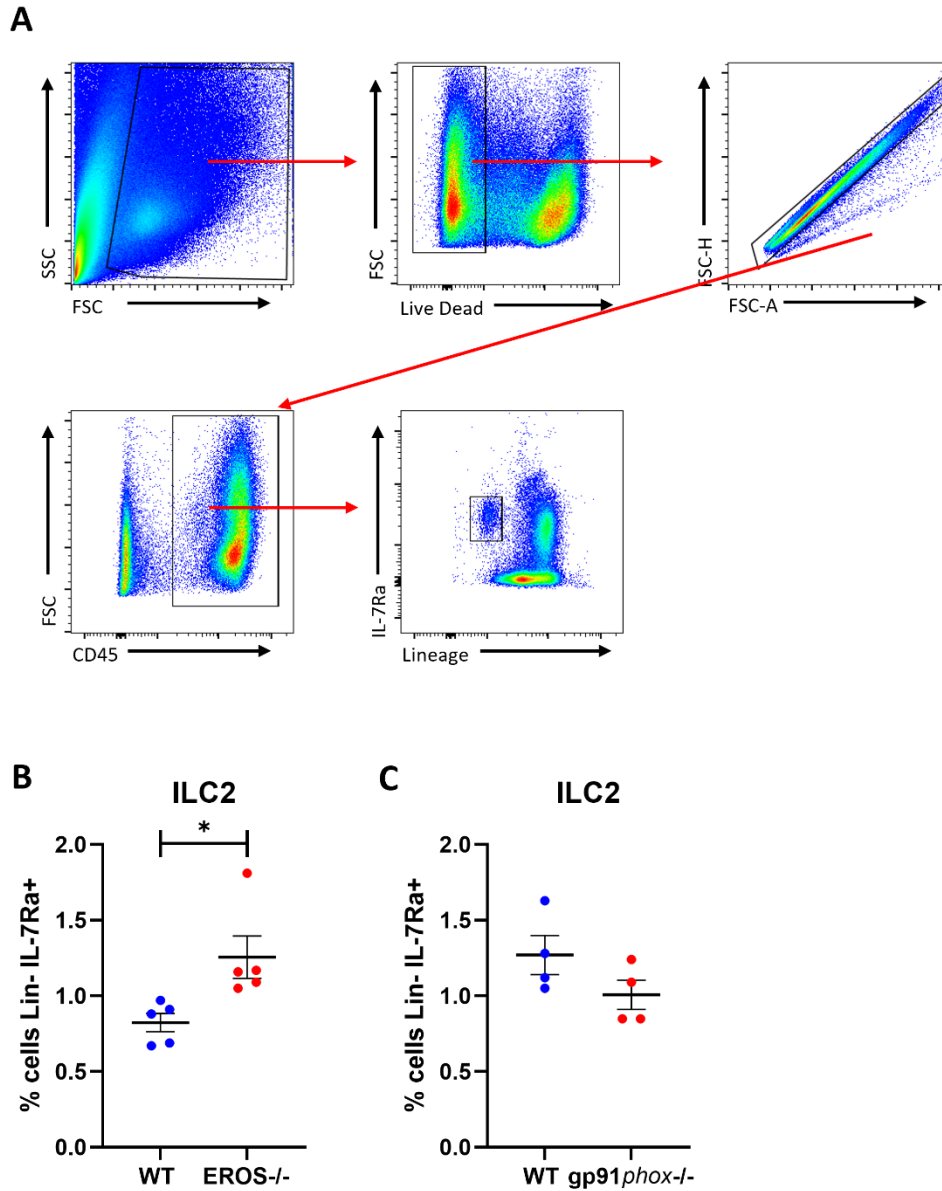 A
SSC
FSC
FSC
Live Dead
FSC-H
FSC-A
FSC
CD45
IL-7Ra
Lineage
B
ILC2
*
% cells Lin- IL-7Ra+
2.0
1.5
1.0
0.5
0.0
WT EROS-/-
C
ILC2
% cells Lin- IL-7Ra+
2.0
1.5
1.0
0.5
0.0
WT gp91phox-/-